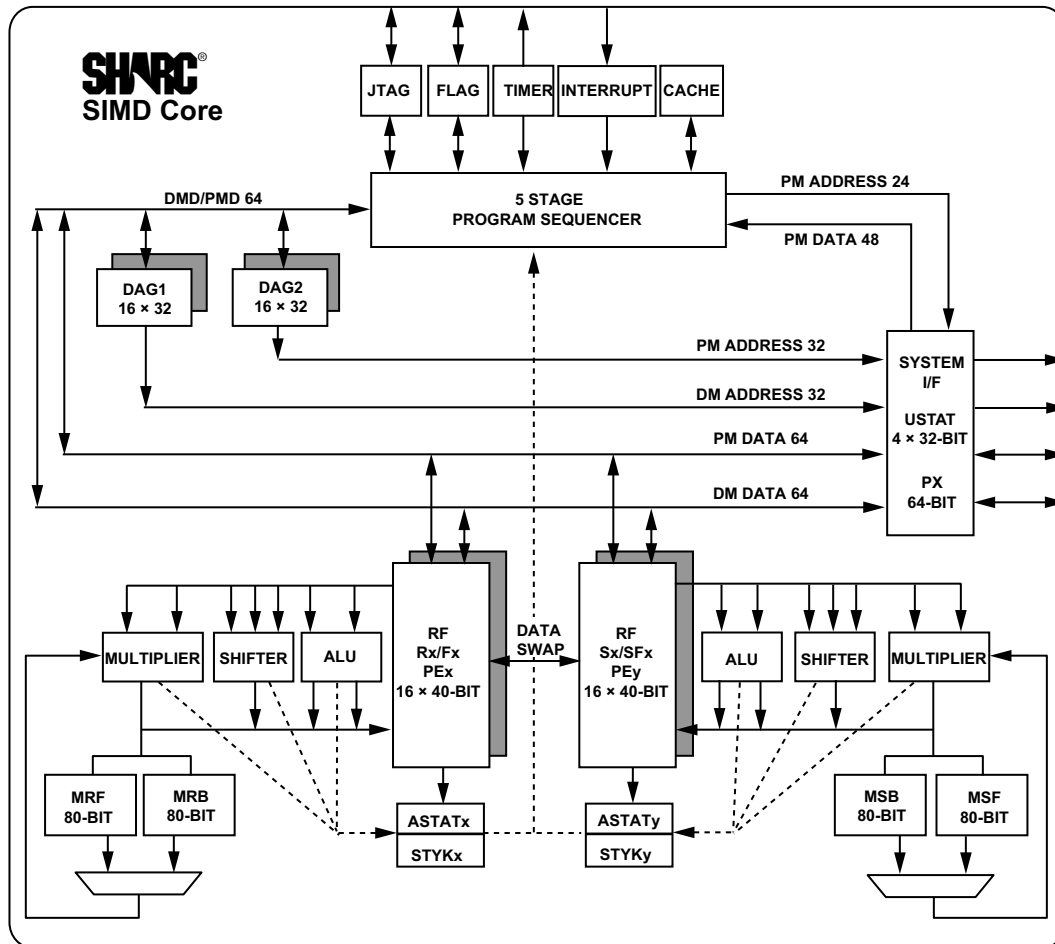 SHARC®
SIMD Core
JTAG
FLAG
TIMER
INTERRUPT
CACHE
DMD/PMD 64
5 STAGE
PROGRAM SEQUENCER
PM ADDRESS 24
PM DATA 48
DAG1
16 × 32
DAG2
16 × 32
PM ADDRESS 32
DM ADDRESS 32
PM DATA 64
DM DATA 64
SYSTEM
I/F
USTAT
4 × 32-BIT
PX
64-BIT
MULTIPLIER
SHIFTER
ALU
RF
Rx/Fx
PEx
16 × 40-BIT
DATA
SWAP
RF
Sx/SFx
PEy
16 × 40-BIT
ALU
SHIFTER
MULTIPLIER
MRF
80-BIT
MRB
80-BIT
ASTATx
STYKx
ASTATy
STYKy
MSB
80-BIT
MSF
80-BIT